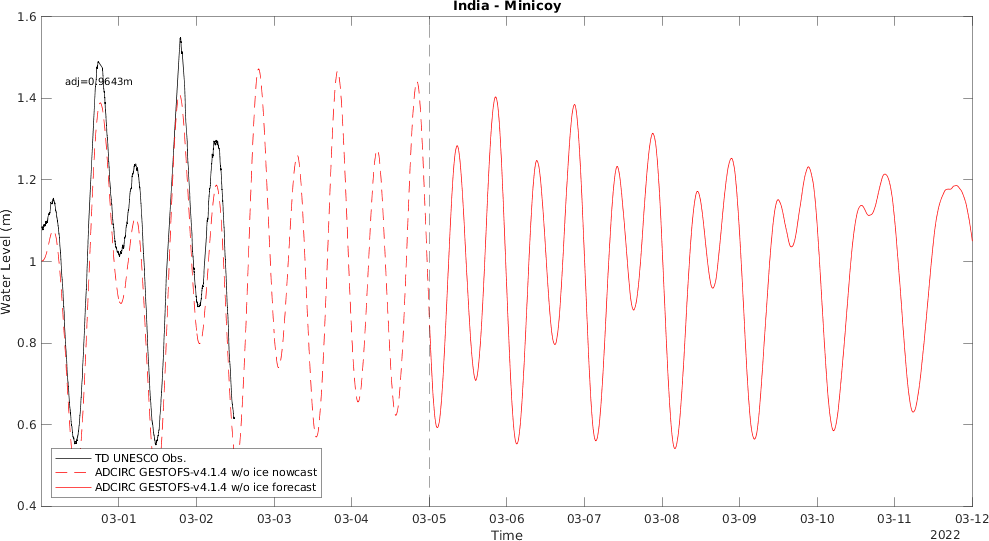 India - Minicoy
1.6
1.4
1.2
1
0.8
0.6
0.4
Water Level (m)
adj=0.9643m
TD UNESCO Obs.
ADCIRC GESTOFS-v4.1.4 w/o ice nowcast
ADCIRC GESTOFS-v4.1.4 w/o ice forecast
03-01 03-02 03-03 03-04 03-05 03-06 03-07 03-08 03-09 03-10 03-11 03-12
Time
2022